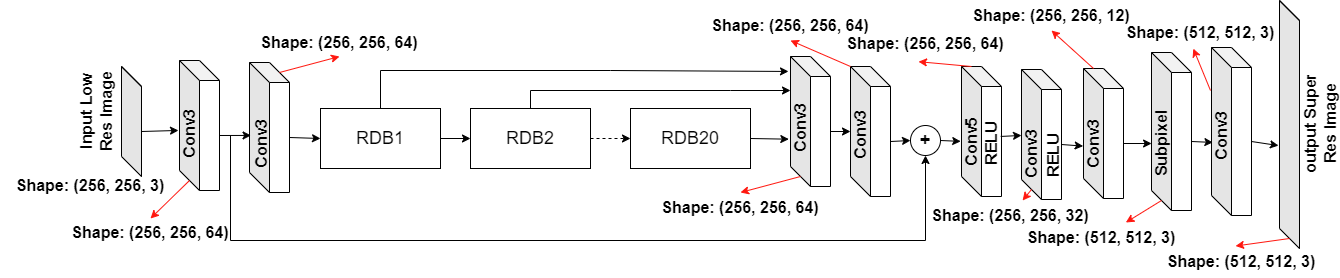 Input Low
Res Image
Shape: (256, 256, 3)
Conv3
Shape: (256, 256, 64)
Conv3
Shape: (256, 256, 64)
RDB1
RDB2
RDB20
Conv3
Shape: (256, 256, 64)
Conv3
Shape: (256, 256, 64)
+
Conv5
RELU
Shape: (256, 256, 64)
Conv3
RELU
Shape: (256, 256, 32)
Conv3
Shape: (256, 256, 12)
Subpixel
Shape: (512, 512, 3)
Conv3
Shape: (512, 512, 3)
output Super
Res Image
Shape: (512, 512, 3)